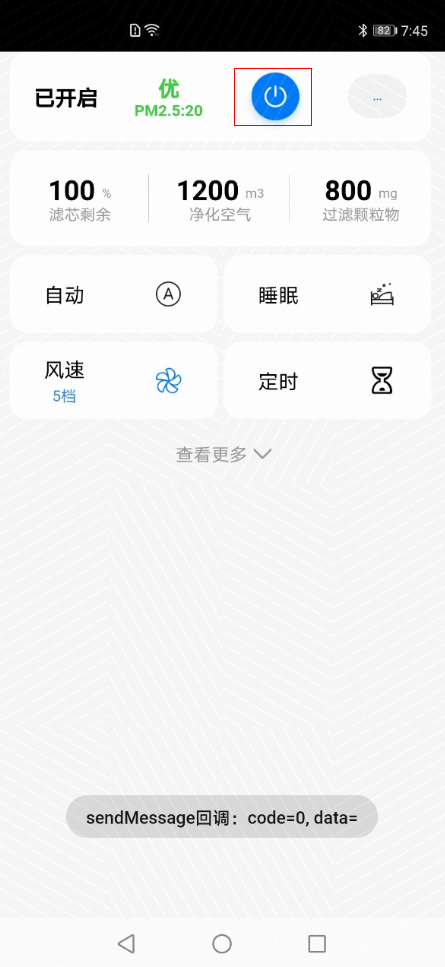 82 7:45
已开启
优
PM2.5:20
...
100 % 1200 m3 800 mg
滤芯剩余 净化空气 过滤颗粒物
自动 A 睡眠
风速
5档
定时
查看更多
sendMessage回调：code=0, data=